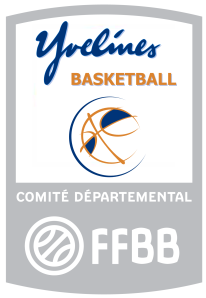 Yvelines
BASKETBALL
COMITÉ DÉPARTEMENTAL
FFBB